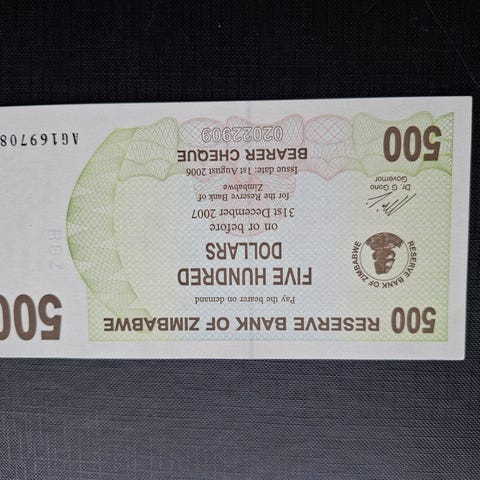 500
RESERVE BANK OF ZIMBABWE
Pay the bearer on demand
FIVE HUNDRED
DOLLARS
on or before
31st December 2007
for the Reserve Bank of
Zimbabwe
Issue date: 1st August 2006
BEARER CHEQUE
02022909
RESERVE BANK OF ZIMBABWE
Dr. G Gono
Governor
500
500
AG169708
RBZ